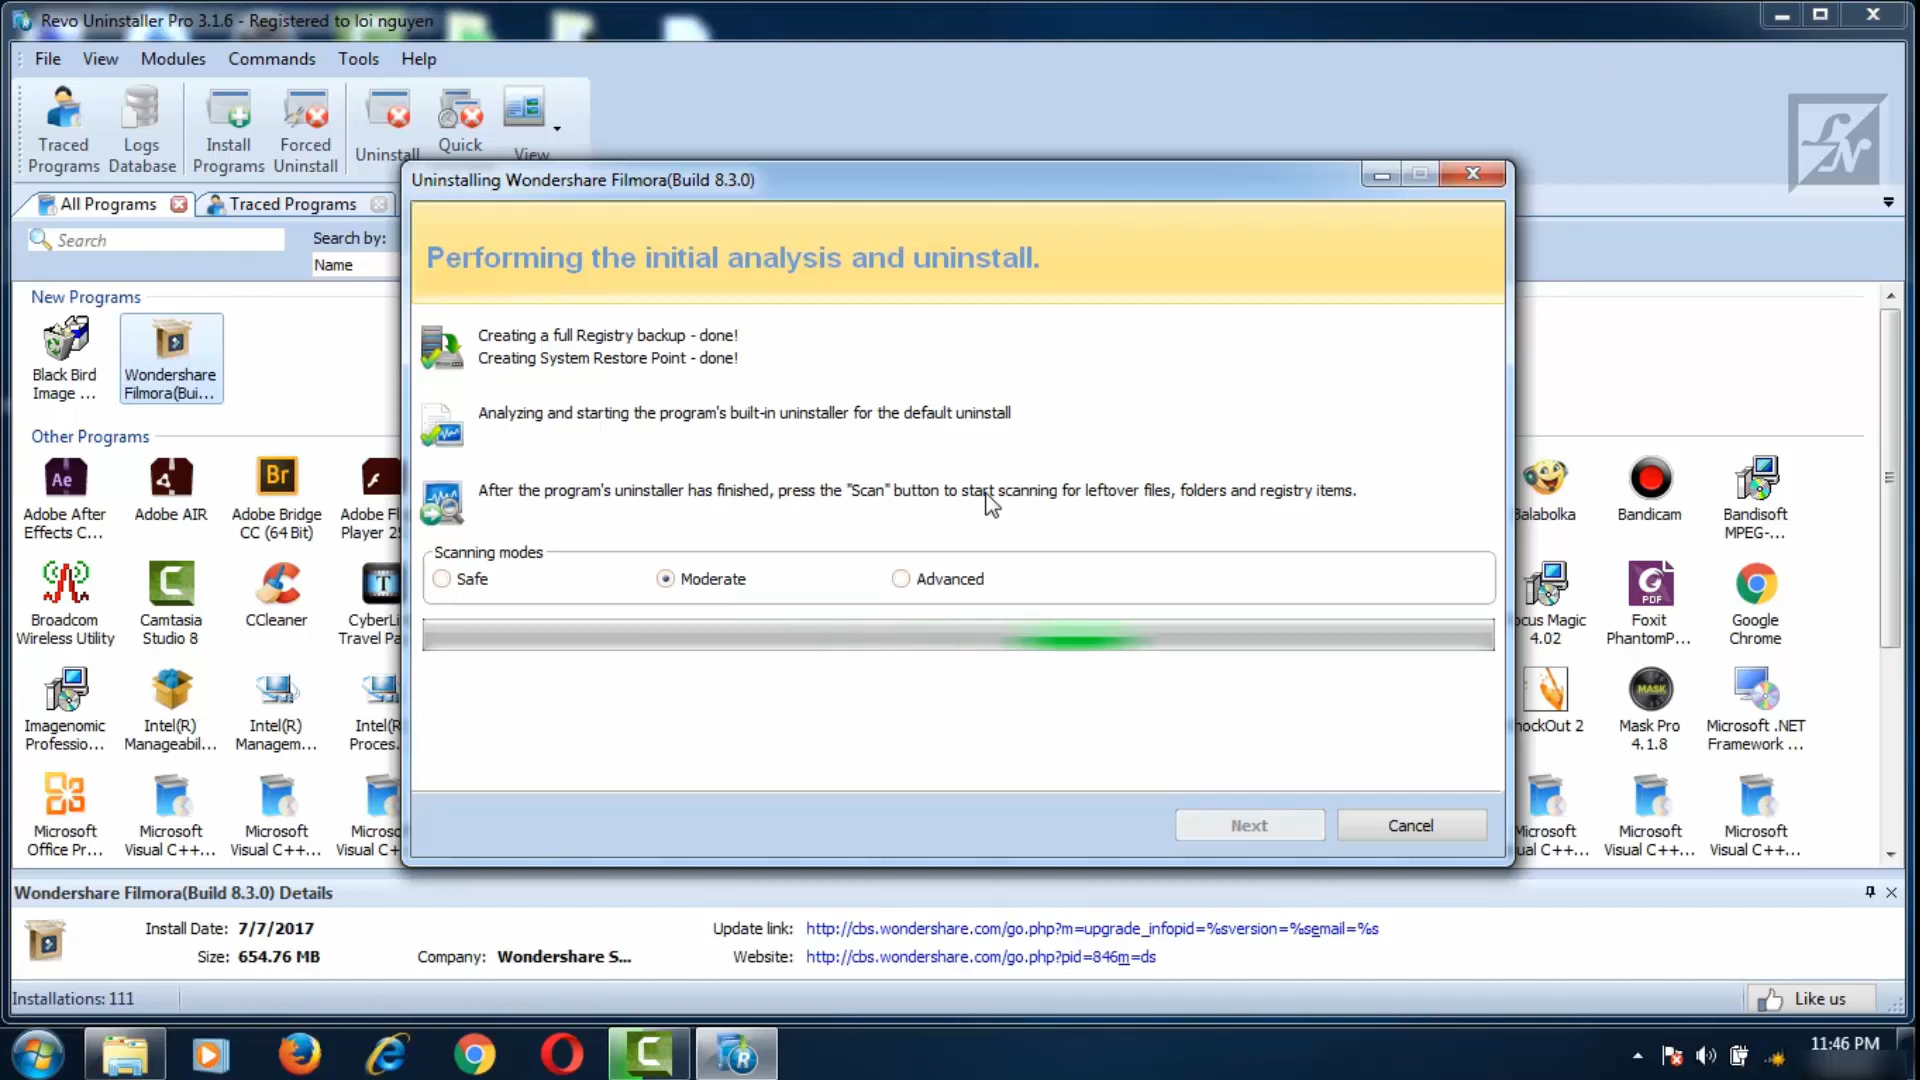 Revo Uninstaller Pro 3.1.6 - Registered to loi nguyen
File View Modules Commands Tools Help
Traced Programs
Logs Database
Install Programs
Forced Uninstall
Uninstall
Quick
View
All Programs
Traced Programs
Search
Search by:
Name
New Programs
Black Bird Image ...
Wondershare Filmora(Bui...
Other Programs
Adobe After Effects C...
Adobe AIR
Adobe Bridge CC (64 Bit)
Adobe Fl
Player 2
Broadcom Wireless Utility
Camtasia Studio 8
CCleaner
CyberLi
Travel Pa
Imagenomic Professio...
Intel(R) Manageabil...
Intel(R) Managem...
Intel(R
Proces.
Microsoft Office Pr...
Microsoft Visual C++...
Microsoft Visual C++...
Microso
Visual C+
Uninstalling Wondershare Filmora(Build 8.3.0)
Performing the initial analysis and uninstall.
Creating a full Registry backup - done!
Creating System Restore Point - done!
Analyzing and starting the program's built-in uninstaller for the default uninstall
After the program's uninstaller has finished, press the "Scan" button to start scanning for leftover files, folders and registry items.
Scanning modes
Safe Moderate Advanced
Next Cancel
Balabolka
Bandicam
Bandisoft MPEG-...
ocus Magic 4.02
Foxit PhantomP...
Google Chrome
nockOut 2
MASK
Mask Pro 4.1.8
Microsoft .NET Framework ...
Microsoft
ual C++...
Microsoft Visual C++...
Microsoft Visual C++...
Wondershare Filmora(Build 8.3.0) Details
Install Date: 7/7/2017
Size: 654.76 MB
Company: Wondershare S...
Update link: http://cbs.wondershare.com/go.php?m=upgrade_infopid=%sversion=%semail=%s
Website: http://cbs.wondershare.com/go.php?pid=846m=ds
Installations: 111
Like us
11:46 PM